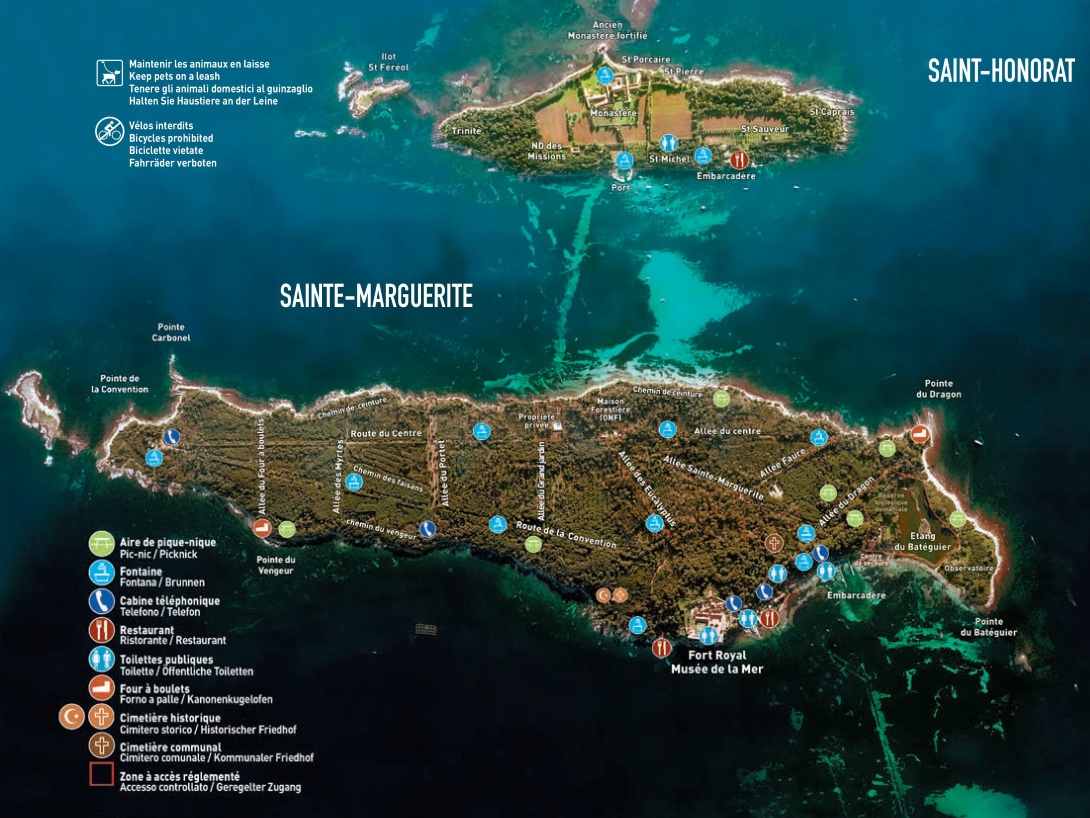 Maintenir les animaux en laisse
Keep pets on a leash
Tenere gli animali domestici al guinzaglio
Halten Sie Haustiere an der Leine
Vélos interdits
Bicycles prohibited
Biciclette vietate
Fahrräder verboten
Ancien
Monastère fortifié
Ilot
St Féréol
St Porcaire
St Pierre
SAINT-HONORAT
Monastère
St Caprais
Trinité
St Sauveur
ND des
Missions
St Michel
Embarcadère
Port
SAINTE-MARGUERITE
Pointe
Carbonel
Pointe de
la Convention
Pointe
du Dragon
Chemin de ceinture
Chemin de ceinture
Maison
Forestière
(ONF)
Propriété
privée
Route du Centre
Allée du centre
Allée du Four à boulets
Allée des Myrtes
Allée du Portet
Allée du Grand Jardin
Allée des Eucalyptus
Allée Sainte-Marguerite
Allée Faure
Allée du Dragon
Chemin des faisans
chemin du vengeur
Route de la Convention
Réserve
Etang
du Batéguier
Centre
de secours
Observatoire
Pointe du
Vengeur
Embarcadère
Pointe
du Batéguier
Fort Royal
Musée de la Mer
Aire de pique-nique
Pic-nic / Picknick
Fontaine
Fontana / Brunnen
Cabine téléphonique
Telefono / Telefon
Restaurant
Ristorante / Restaurant
Toilettes publiques
Toilette / Öffentliche Toiletten
Four à boulets
Forno a palle / Kanonenkugelofen
Cimetière historique
Cimitero storico / Historischer Friedhof
Cimetière communal
Cimitero comunale / Kommunaler Friedhof
Zone à accès réglementé
Accesso controllato / Geregelter Zugang